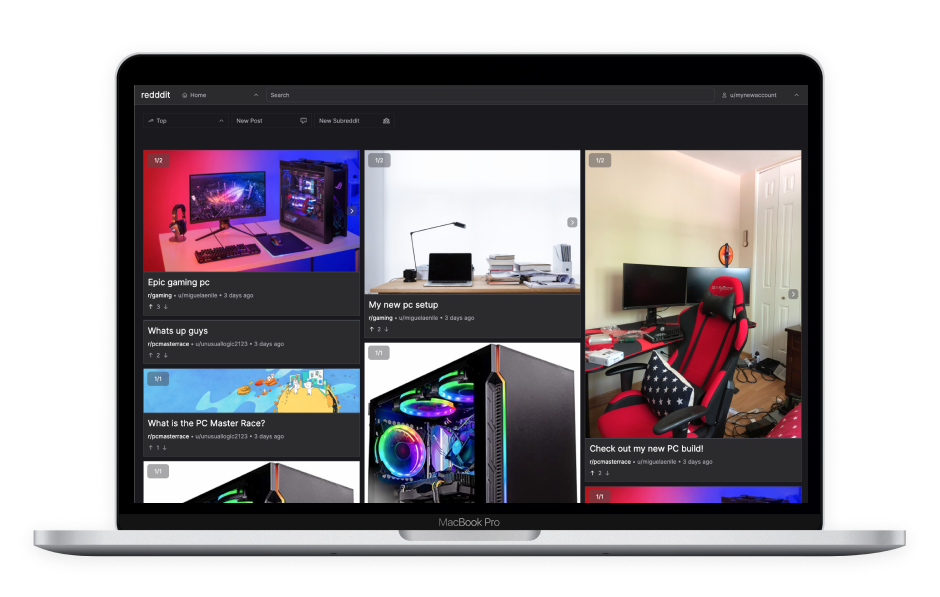 redddit Home Search u/mynewaccount
Top New Post New Subreddit
1/2
Epic gaming pc
r/gaming • u/miguelaenlle • 3 days ago
3
Whats up guys
r/pcmasterrace • u/unusuallogic2123 • 3 days ago
2
1/1
What is the PC Master Race?
r/pcmasterrace • u/unusuallogic2123 • 3 days ago
1
1/1
1/2
My new pc setup
r/gaming • u/miguelaenlle • 3 days ago
2
1/1
1/2
Check out my new PC build!
r/pcmasterrace • u/miguelaenlle • 3 days ago
2
1/1
MacBook Pro